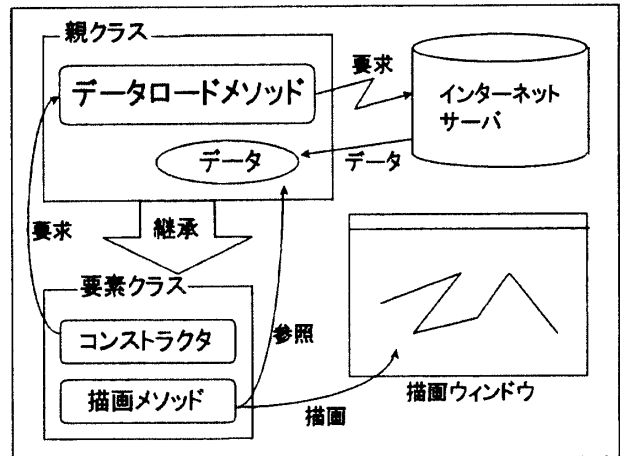 親クラス
データロードメソッド
要求
インターネット
サーバ
データ
データ
要求
継承
要素クラス
コンストラクタ
参照
描画メソッド
描画
描画ウィンドウ